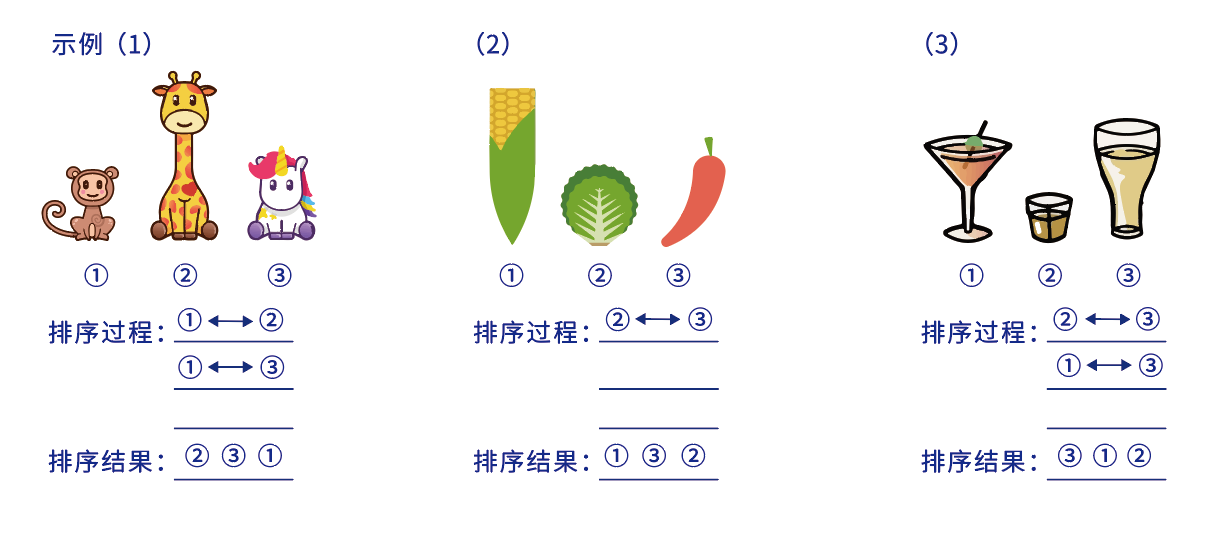 示例（1）
① ② ③
排序过程：① ↔ ②
① ↔ ③
排序结果：② ③ ①
（2）
① ② ③
排序过程：② ↔ ③
排序结果：① ③ ②
（3）
① ② ③
排序过程：② ↔ ③
① ↔ ③
排序结果：③ ① ②